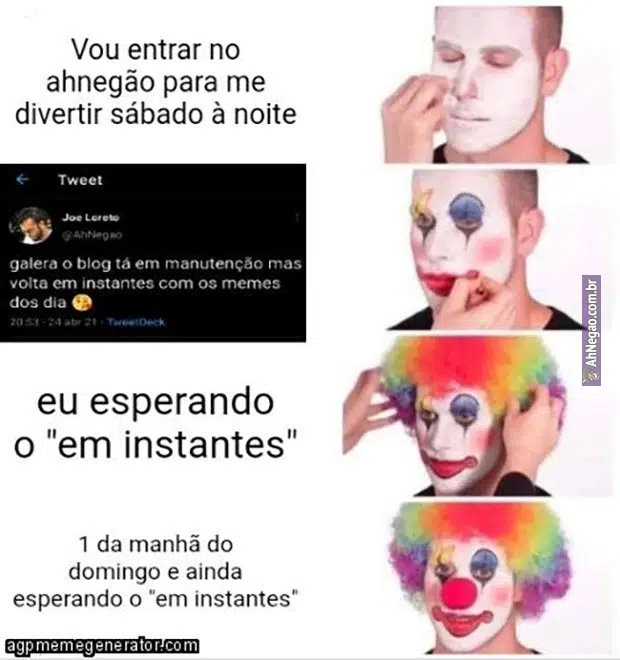 Vou entrar no
ahnegão para me
divertir sábado à noite
Tweet
Joe Loreto
@AhNegao
galera o blog tá em manutenção mas
volta em instantes com os memes
dos dia 😘
20:53 · 24 abr 21 · TweetDeck
eu esperando
o "em instantes"
1 da manhã do
domingo e ainda
esperando o "em instantes"
AhNegao.com.br
agpmemegenerator.com